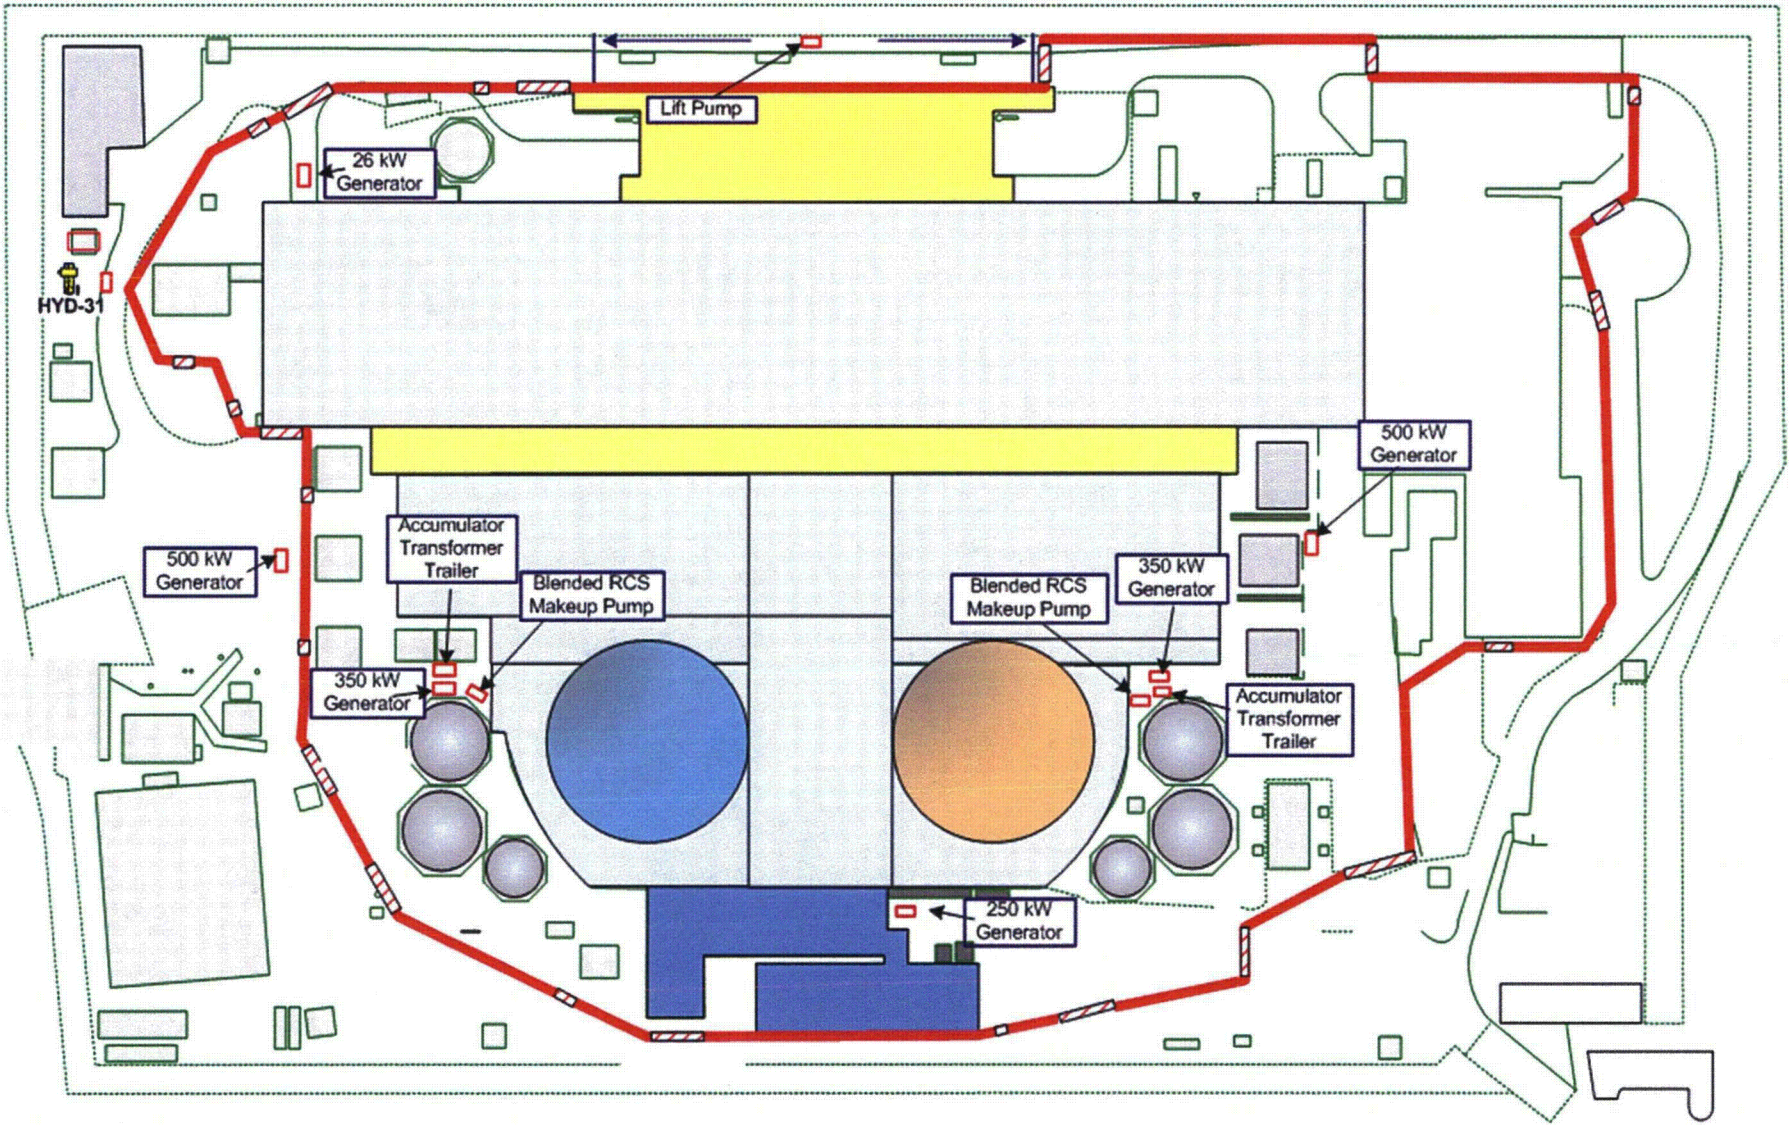 Lift Pump
26 kW
Generator
HYD-31
500 kW
Generator
Accumulator
Transformer
Trailer
500 kW
Generator
Blended RCS
Makeup Pump
Blended RCS
Makeup Pump
350 kW
Generator
350 kW
Generator
Accumulator
Transformer
Trailer
250 kW
Generator